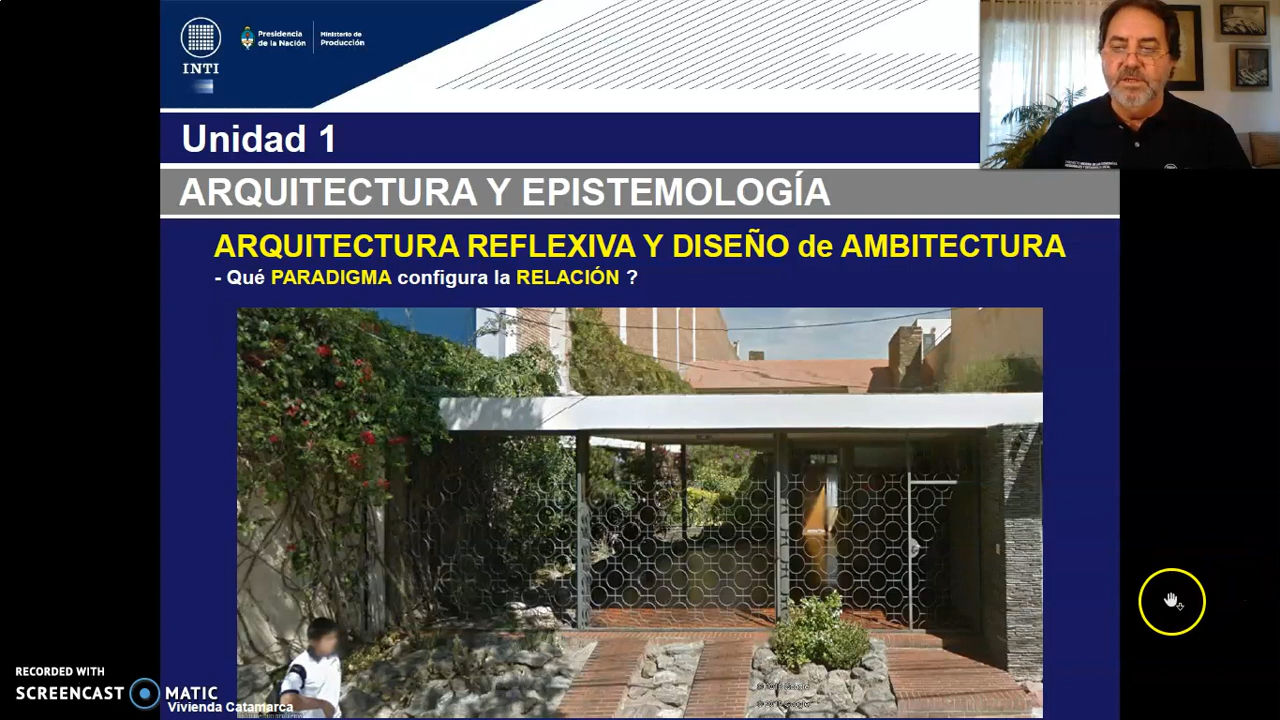 INTI
Presidencia
de la Nación
Ministerio de
Producción
Unidad 1
ARQUITECTURA Y EPISTEMOLOGÍA
ARQUITECTURA REFLEXIVA Y DISEÑO de AMBITECTURA
- Qué PARADIGMA configura la RELACIÓN ?
RECORDED WITH
SCREENCAST MATIC
Vivienda Catamarca